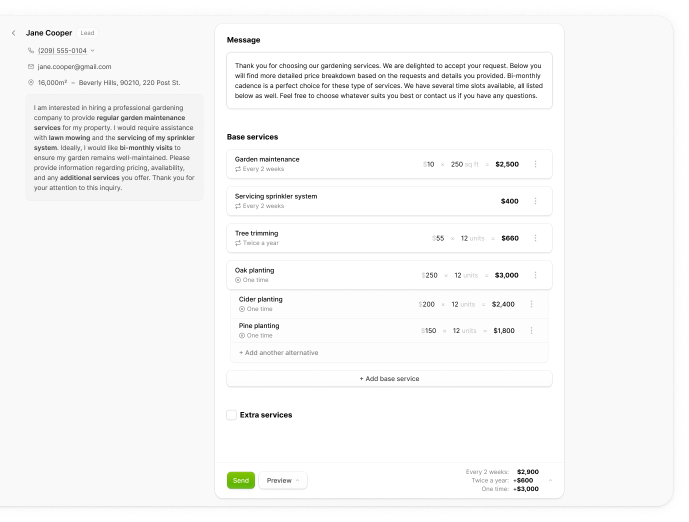 Jane Cooper Lead
(209) 555-0104
jane.cooper@gmail.com
16,000m² – Beverly Hills, 90210, 220 Post St.
I am interested in hiring a professional gardening
company to provide regular garden maintenance
services for my property. I would require assistance
with lawn mowing and the servicing of my sprinkler
system. Ideally, I would like bi-monthly visits to
ensure my garden remains well-maintained. Please
provide information regarding pricing, availability,
and any additional services you offer. Thank you for
your attention to this inquiry.
Message
Thank you for choosing our gardening services. We are delighted to accept your request. Below you
will find more detailed price breakdown based on the requests and details you provided. Bi-monthly
cadence is a perfect choice for these type of services. We have several time slots available, all listed
below as well. Feel free to choose whatever suits you best or contact us if you have any questions.
Base services
Garden maintenance
Every 2 weeks
$10 × 250 sq ft = $2,500
Servicing sprinkler system
Every 2 weeks
$400
Tree trimming
Twice a year
$55 × 12 units = $660
Oak planting
One time
$250 × 12 units = $3,000
Cider planting
One time
$200 × 12 units = $2,400
Pine planting
One time
$150 × 12 units = $1,800
+ Add another alternative
+ Add base service
Extra services
Send
Preview
Every 2 weeks: $2,900
Twice a year: +$600
One time: +$3,000